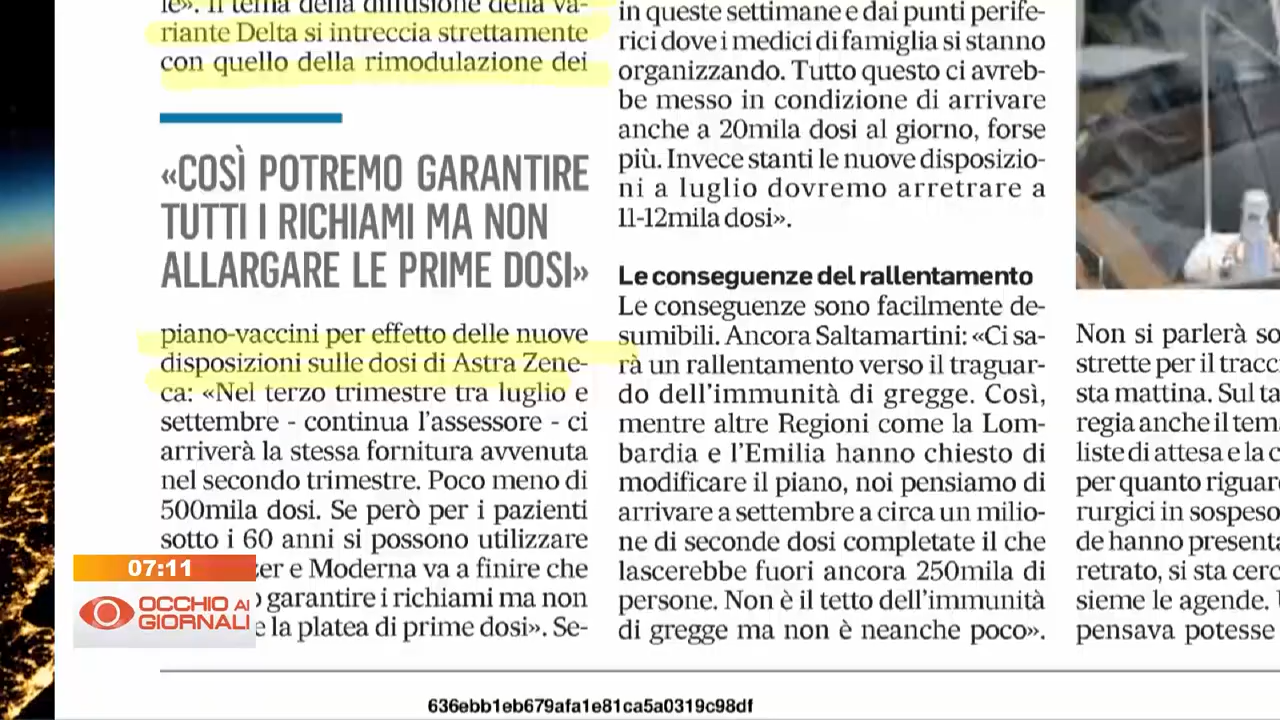 le». Il tema della diffusione della va-
riante Delta si intreccia strettamente
con quello della rimodulazione dei
«COSÌ POTREMO GARANTIRE
TUTTI I RICHIAMI MA NON
ALLARGARE LE PRIME DOSI»
piano-vaccini per effetto delle nuove
disposizioni sulle dosi di Astra Zene-
ca: «Nel terzo trimestre tra luglio e
settembre - continua l'assessore - ci
arriverà la stessa fornitura avvenuta
nel secondo trimestre. Poco meno di
500mila dosi. Se però per i pazienti
sotto i 60 anni si possono utilizzare
e Moderna va a finire che
garantire i richiami ma non
la platea di prime dosi». Se-
in queste settimane e dai punti perife-
rici dove i medici di famiglia si stanno
organizzando. Tutto questo ci avreb-
be messo in condizione di arrivare
anche a 20mila dosi al giorno, forse
più. Invece stanti le nuove disposizio-
ni a luglio dovremo arretrare a
11-12mila dosi».
Le conseguenze del rallentamento
Le conseguenze sono facilmente de-
sumibili. Ancora Saltamartini: «Ci sa-
rà un rallentamento verso il traguar-
do dell'immunità di gregge. Così,
mentre altre Regioni come la Lom-
bardia e l'Emilia hanno chiesto di
modificare il piano, noi pensiamo di
arrivare a settembre a circa un milio-
ne di seconde dosi completate il che
lascerebbe fuori ancora 250mila di
persone. Non è il tetto dell'immunità
di gregge ma non è neanche poco».
Non si parlerà so
strette per il tracc
sta mattina. Sul ta
regia anche il tem
liste di attesa e la c
per quanto riguar
rurgici in sospeso
de hanno presenta
retrato, si sta cerc
sieme le agende.
pensava potesse
07:11
OCCHIO AI
GIORNALI
636ebb1eb679afa1e81ca5a0319c98df